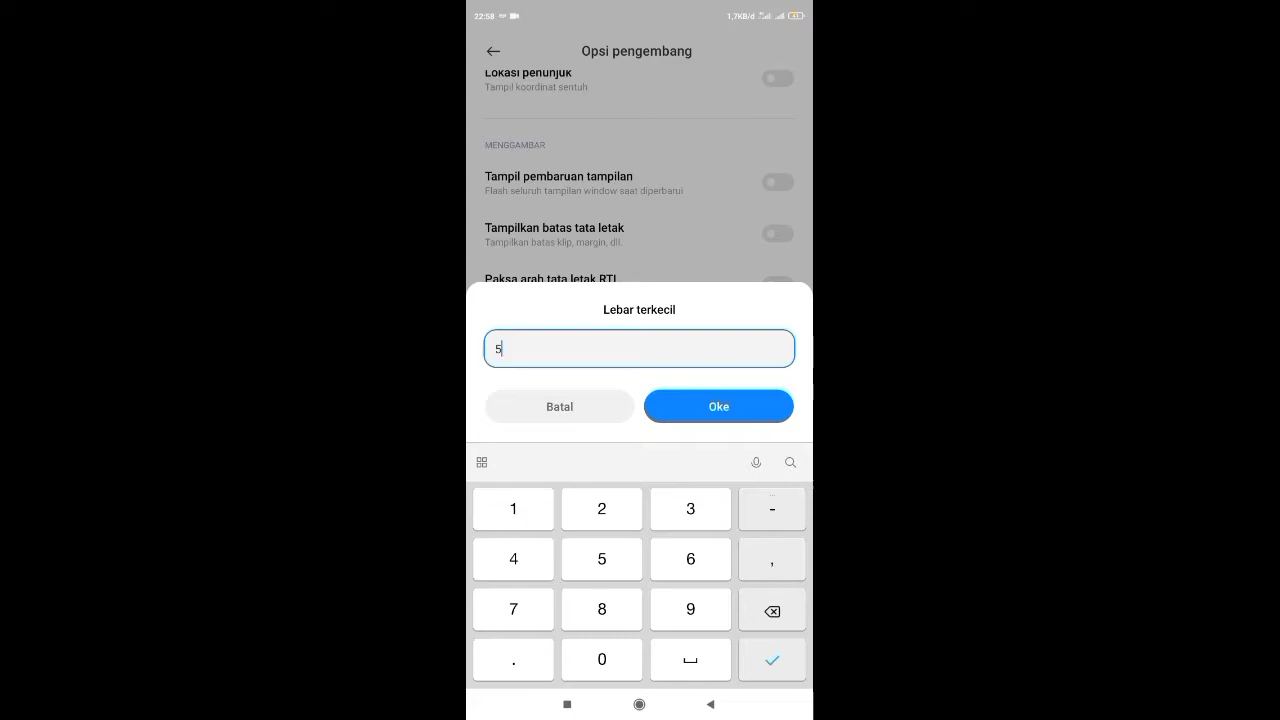 22:58
1,7KB/d
41
Opsi pengembang
Lokasi penunjuk
Tampil koordinat sentuh
MENGGAMBAR
Tampil pembaruan tampilan
Flash seluruh tampilan window saat diperbarui
Tampilkan batas tata letak
Tampilkan batas klip, margin, dll.
Paksa arah tata letak RTL
Lebar terkecil
5
Batal
Oke
1 2 3 -
4 5 6 ,
7 8 9
. 0